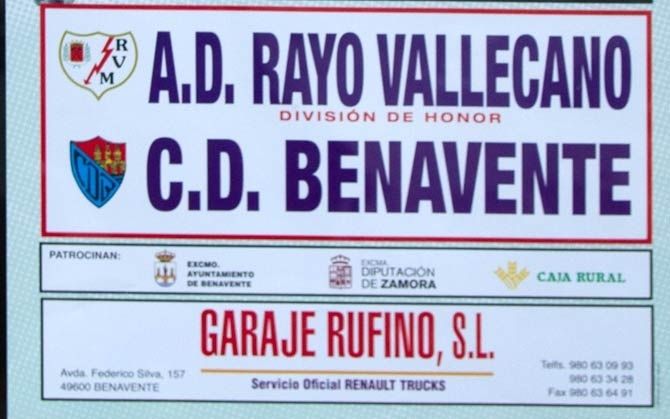 RVM
A.D. RAYO VALLECANO
DIVISIÓN DE HONOR
C.D. BENAVENTE
PATROCINAN:
EXCMO.
AYUNTAMIENTO
DE BENAVENTE
EXCMA.
DIPUTACIÓN
DE ZAMORA
CAJA RURAL
GARAJE RUFINO, S.L.
Servicio Oficial RENAULT TRUCKS
Avda. Federico Silva, 157
49600 BENAVENTE
Telfs. 980 63 09 93
980 63 34 28
Fax 980 63 64 91